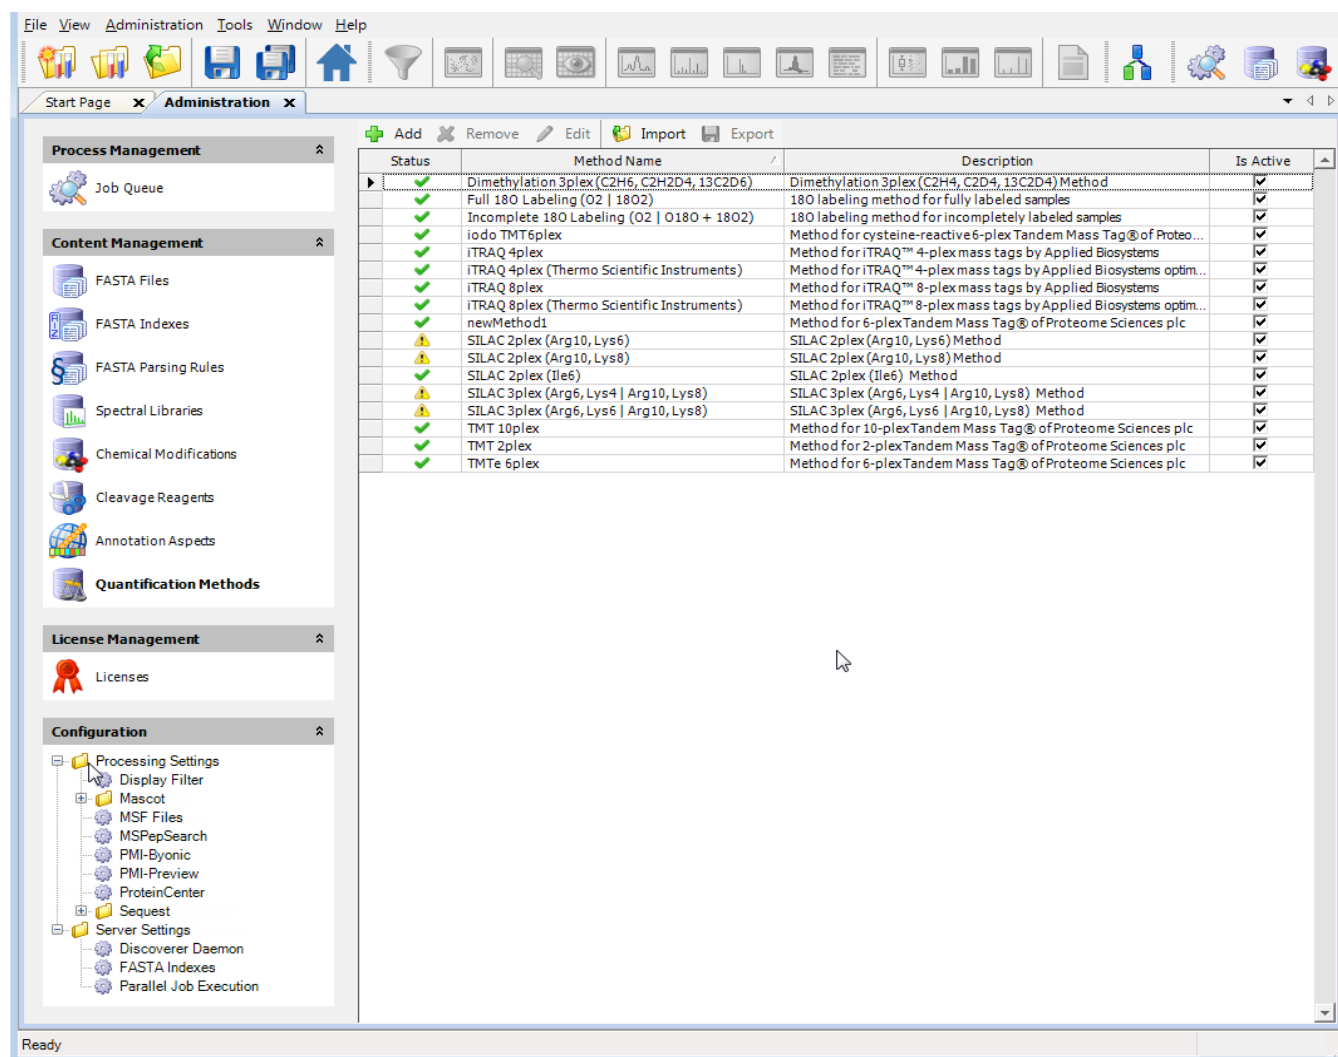 File View Administration Tools Window Help
Start Page x Administration x
Add Remove Edit Import Export
Process Management
Job Queue
Content Management
FASTA Files
FASTA Indexes
FASTA Parsing Rules
Spectral Libraries
Chemical Modifications
Cleavage Reagents
Annotation Aspects
Quantification Methods
License Management
Licenses
Configuration
Processing Settings
Display Filter
Mascot
MSF Files
MSPepSearch
PMI-Byonic
PMI-Preview
ProteinCenter
Sequest
Server Settings
Discoverer Daemon
FASTA Indexes
Parallel Job Execution
Status Method Name Description Is Active
Dimethylation 3plex (C2H6, C2H2D4, 13C2D6) Dimethylation 3plex (C2H4, C2D4, 13C2D4) Method
Full 18O Labeling (O2 | 18O2) 18O labeling method for fully labeled samples
Incomplete 18O Labeling (O2 | O18O + 18O2) 18O labeling method for incompletely labeled samples
iodo TMT6plex Method for cysteine-reactive 6-plex Tandem Mass Tag® of Proteo...
iTRAQ 4plex Method for iTRAQ™ 4-plex mass tags by Applied Biosystems
iTRAQ 4plex (Thermo Scientific Instruments) Method for iTRAQ™ 4-plex mass tags by Applied Biosystems optim...
iTRAQ 8plex Method for iTRAQ™ 8-plex mass tags by Applied Biosystems
iTRAQ 8plex (Thermo Scientific Instruments) Method for iTRAQ™ 8-plex mass tags by Applied Biosystems optim...
newMethod1 Method for 6-plex Tandem Mass Tag® of Proteome Sciences plc
SILAC 2plex (Arg10, Lys6) SILAC 2plex (Arg10, Lys6) Method
SILAC 2plex (Arg10, Lys8) SILAC 2plex (Arg10, Lys8) Method
SILAC 2plex (Ile6) SILAC 2plex (Ile6) Method
SILAC 3plex (Arg6, Lys4 | Arg10, Lys8) SILAC 3plex (Arg6, Lys4 | Arg10, Lys8) Method
SILAC 3plex (Arg6, Lys6 | Arg10, Lys8) SILAC 3plex (Arg6, Lys6 | Arg10, Lys8) Method
TMT 10plex Method for 10-plex Tandem Mass Tag® of Proteome Sciences plc
TMT 2plex Method for 2-plex Tandem Mass Tag® of Proteome Sciences plc
TMTe 6plex Method for 6-plex Tandem Mass Tag® of Proteome Sciences plc
Ready